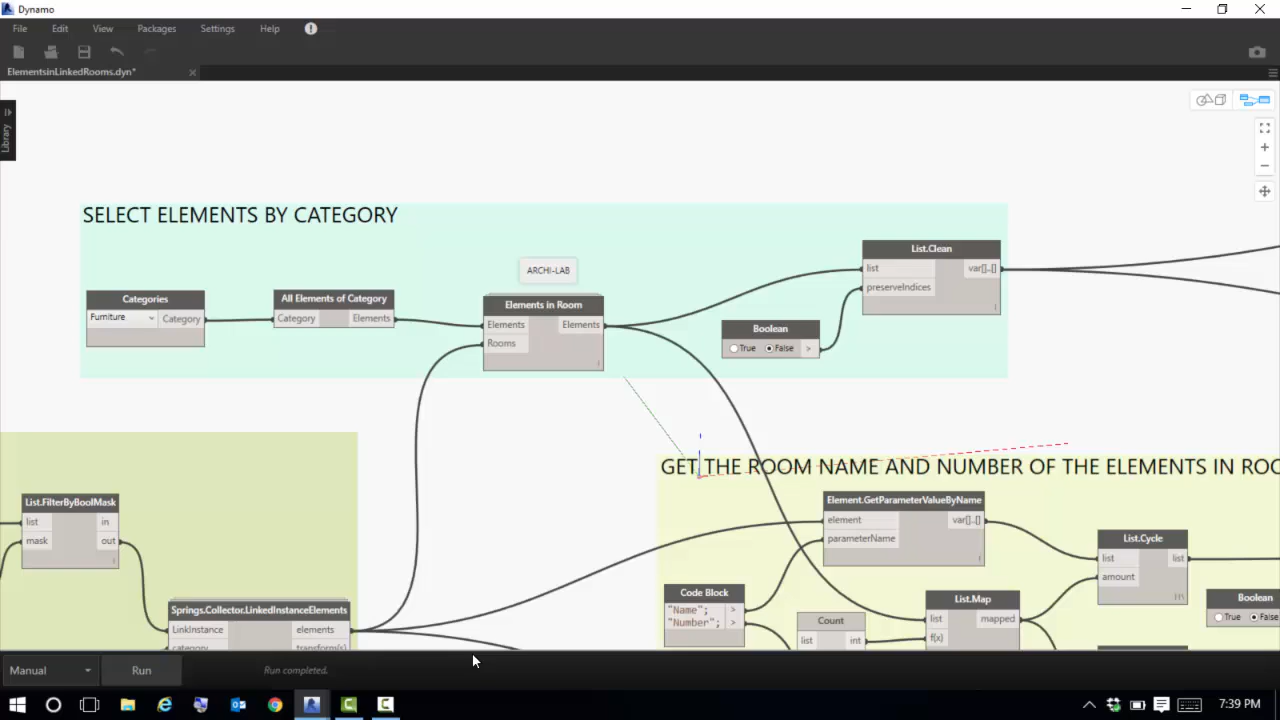 Dynamo
File Edit View Packages Settings Help
ElementsinLinkedRooms.dyn*
Library
SELECT ELEMENTS BY CATEGORY
ARCHI-LAB
List.Clean
list var[]..[]
preserveIndices
Categories
Furniture Category
All Elements of Category
Category Elements
Elements in Room
Elements Elements
Rooms
Boolean
True False >
GET THE ROOM NAME AND NUMBER OF THE ELEMENTS IN ROO
List.FilterByBoolMask
list in
mask out
Element.GetParameterValueByName
element var[]..[]
parameterName
List.Cycle
list list
amount
Code Block
"Name"; >
"Number"; >
Springs.Collector.LinkedInstanceElements
LinkInstance elements
category transform(s)
Count
list int
List.Map
list mapped
f(x)
Boolean
True False
Manual Run Run completed.
7:39 PM